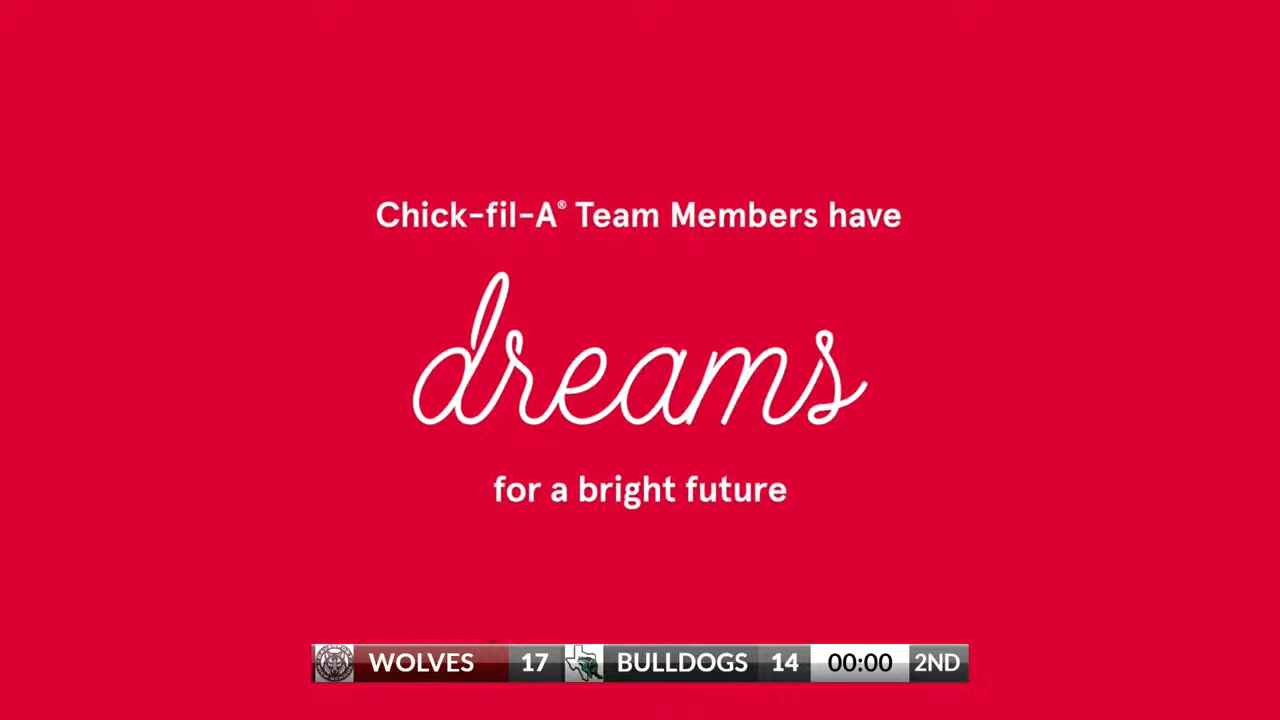 Chick-fil-A® Team Members have
dreams
for a bright future
WOLVES 17 BULLDOGS 14 00:00 2ND